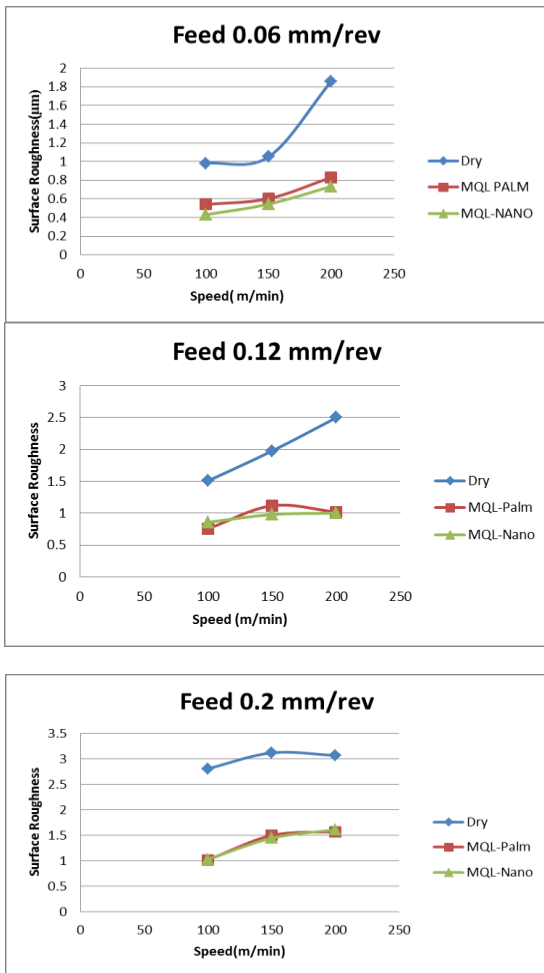 Feed 0.06 mm/rev
Surface Roughness(μm)
2
1.8
1.6
1.4
1.2
1
0.8
0.6
0.4
0.2
0
0 50 100 150 200 250
Speed( m/min)
Dry
MQL PALM
MQL-NANO
Feed 0.12 mm/rev
Surface Roughness
3
2.5
2
1.5
1
0.5
0
0 50 100 150 200 250
Speed (m/min)
Dry
MQL-Palm
MQL-Nano
Feed 0.2 mm/rev
Surface Roughness
3.5
3
2.5
2
1.5
1
0.5
0
0 50 100 150 200 250
Speed(m/min)
Dry
MQL-Palm
MQL-Nano